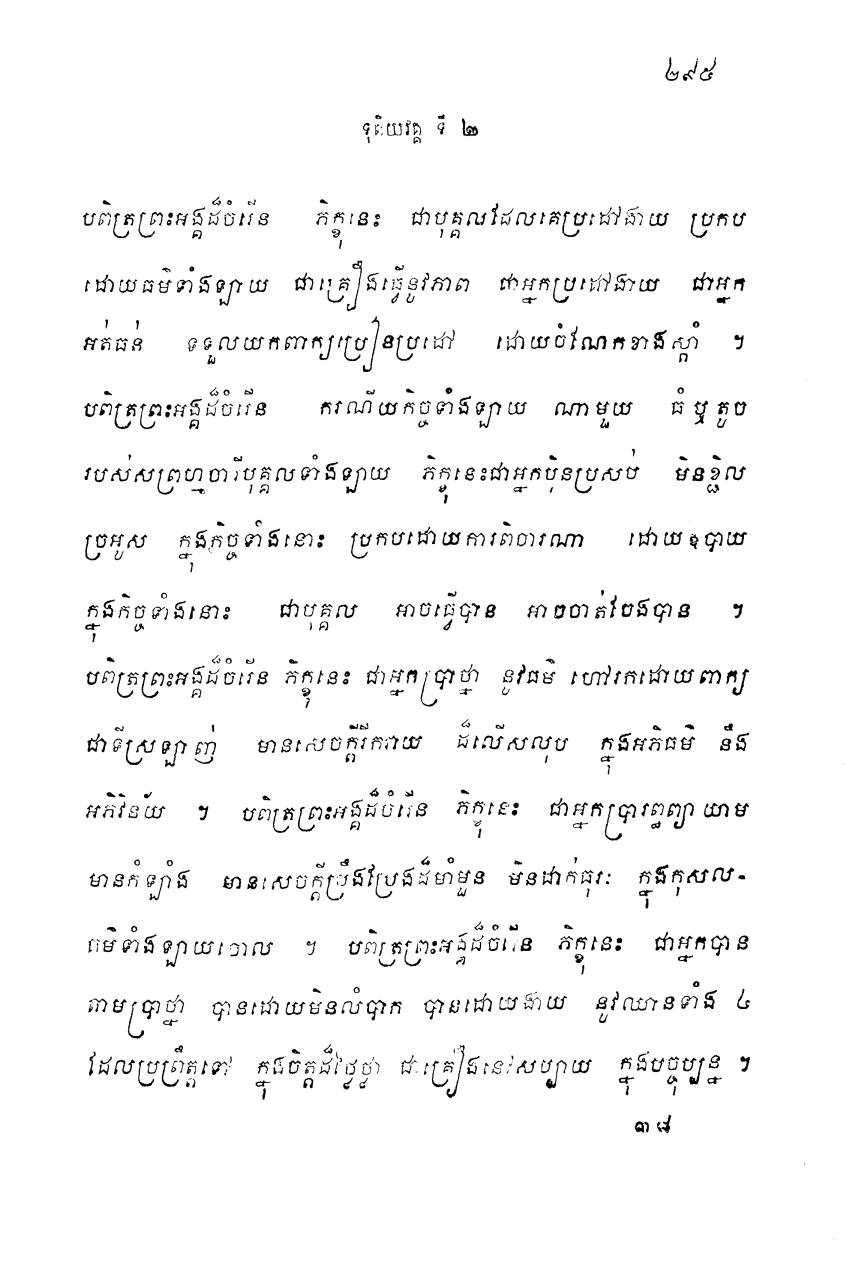 ២៩៥
ទុតិយវគ្គ ទី ២
បពិត្រព្រះអង្គដ៏ចំរើន ភិក្ខុនេះ ជាបុគ្គលដែលគេប្រដៅងាយ ប្រកប
ដោយធម៌ទាំងឡាយ ជាគ្រឿងធ្វើនូវភាព ជាអ្នកប្រដៅងាយ ជាអ្នក
អត់ធន់ ទទួលយកពាក្យប្រៀនប្រដៅ ដោយចំណែកខាងស្តាំ ។
បពិត្រព្រះអង្គដ៏ចំរើន ករណីយកិច្ចទាំងឡាយ ណាមួយ ធំឬតូច
របស់សព្រហ្មចារីបុគ្គលទាំងឡាយ ភិក្ខុនេះជាអ្នកប៉ិនប្រសប់ មិនខ្ជិល
ច្រអូស ក្នុងកិច្ចទាំងនោះ ប្រកបដោយការពិចារណា ដោយឧបាយ
ក្នុងកិច្ចទាំងនោះ ជាបុគ្គល អាចធ្វើបាន អាចចាត់ចែងបាន ។
បពិត្រព្រះអង្គដ៏ចំរើន ភិក្ខុនេះ ជាអ្នកប្រាថ្នា នូវធម៌ ហៅរកដោយពាក្យ
ជាទីស្រឡាញ់ មានសេចក្តីរីករាយ ដ៏លើសលុប ក្នុងអភិធម៌ នឹង
អភិវិន័យ ។ បពិត្រព្រះអង្គដ៏ចំរើន ភិក្ខុនេះ ជាអ្នកប្រារព្ធព្យាយាម
មានកំឡាំង មានសេចក្តីប្រឹងប្រែងដ៏មាំមួន មិនដាក់ធុរៈ ក្នុងកុសល-
ធម៌ទាំងឡាយចោល ។ បពិត្រព្រះអង្គដ៏ចំរើន ភិក្ខុនេះ ជាអ្នកបាន
តាមប្រាថ្នា បានដោយមិនលំបាក បានដោយងាយ នូវឈានទាំង ៤
ដែលប្រព្រឹត្តទៅ ក្នុងចិត្តដ៏ថ្លៃថ្លា ជាគ្រឿងនៅសប្បាយ ក្នុងបច្ចុប្បន្ន ។
៣៨